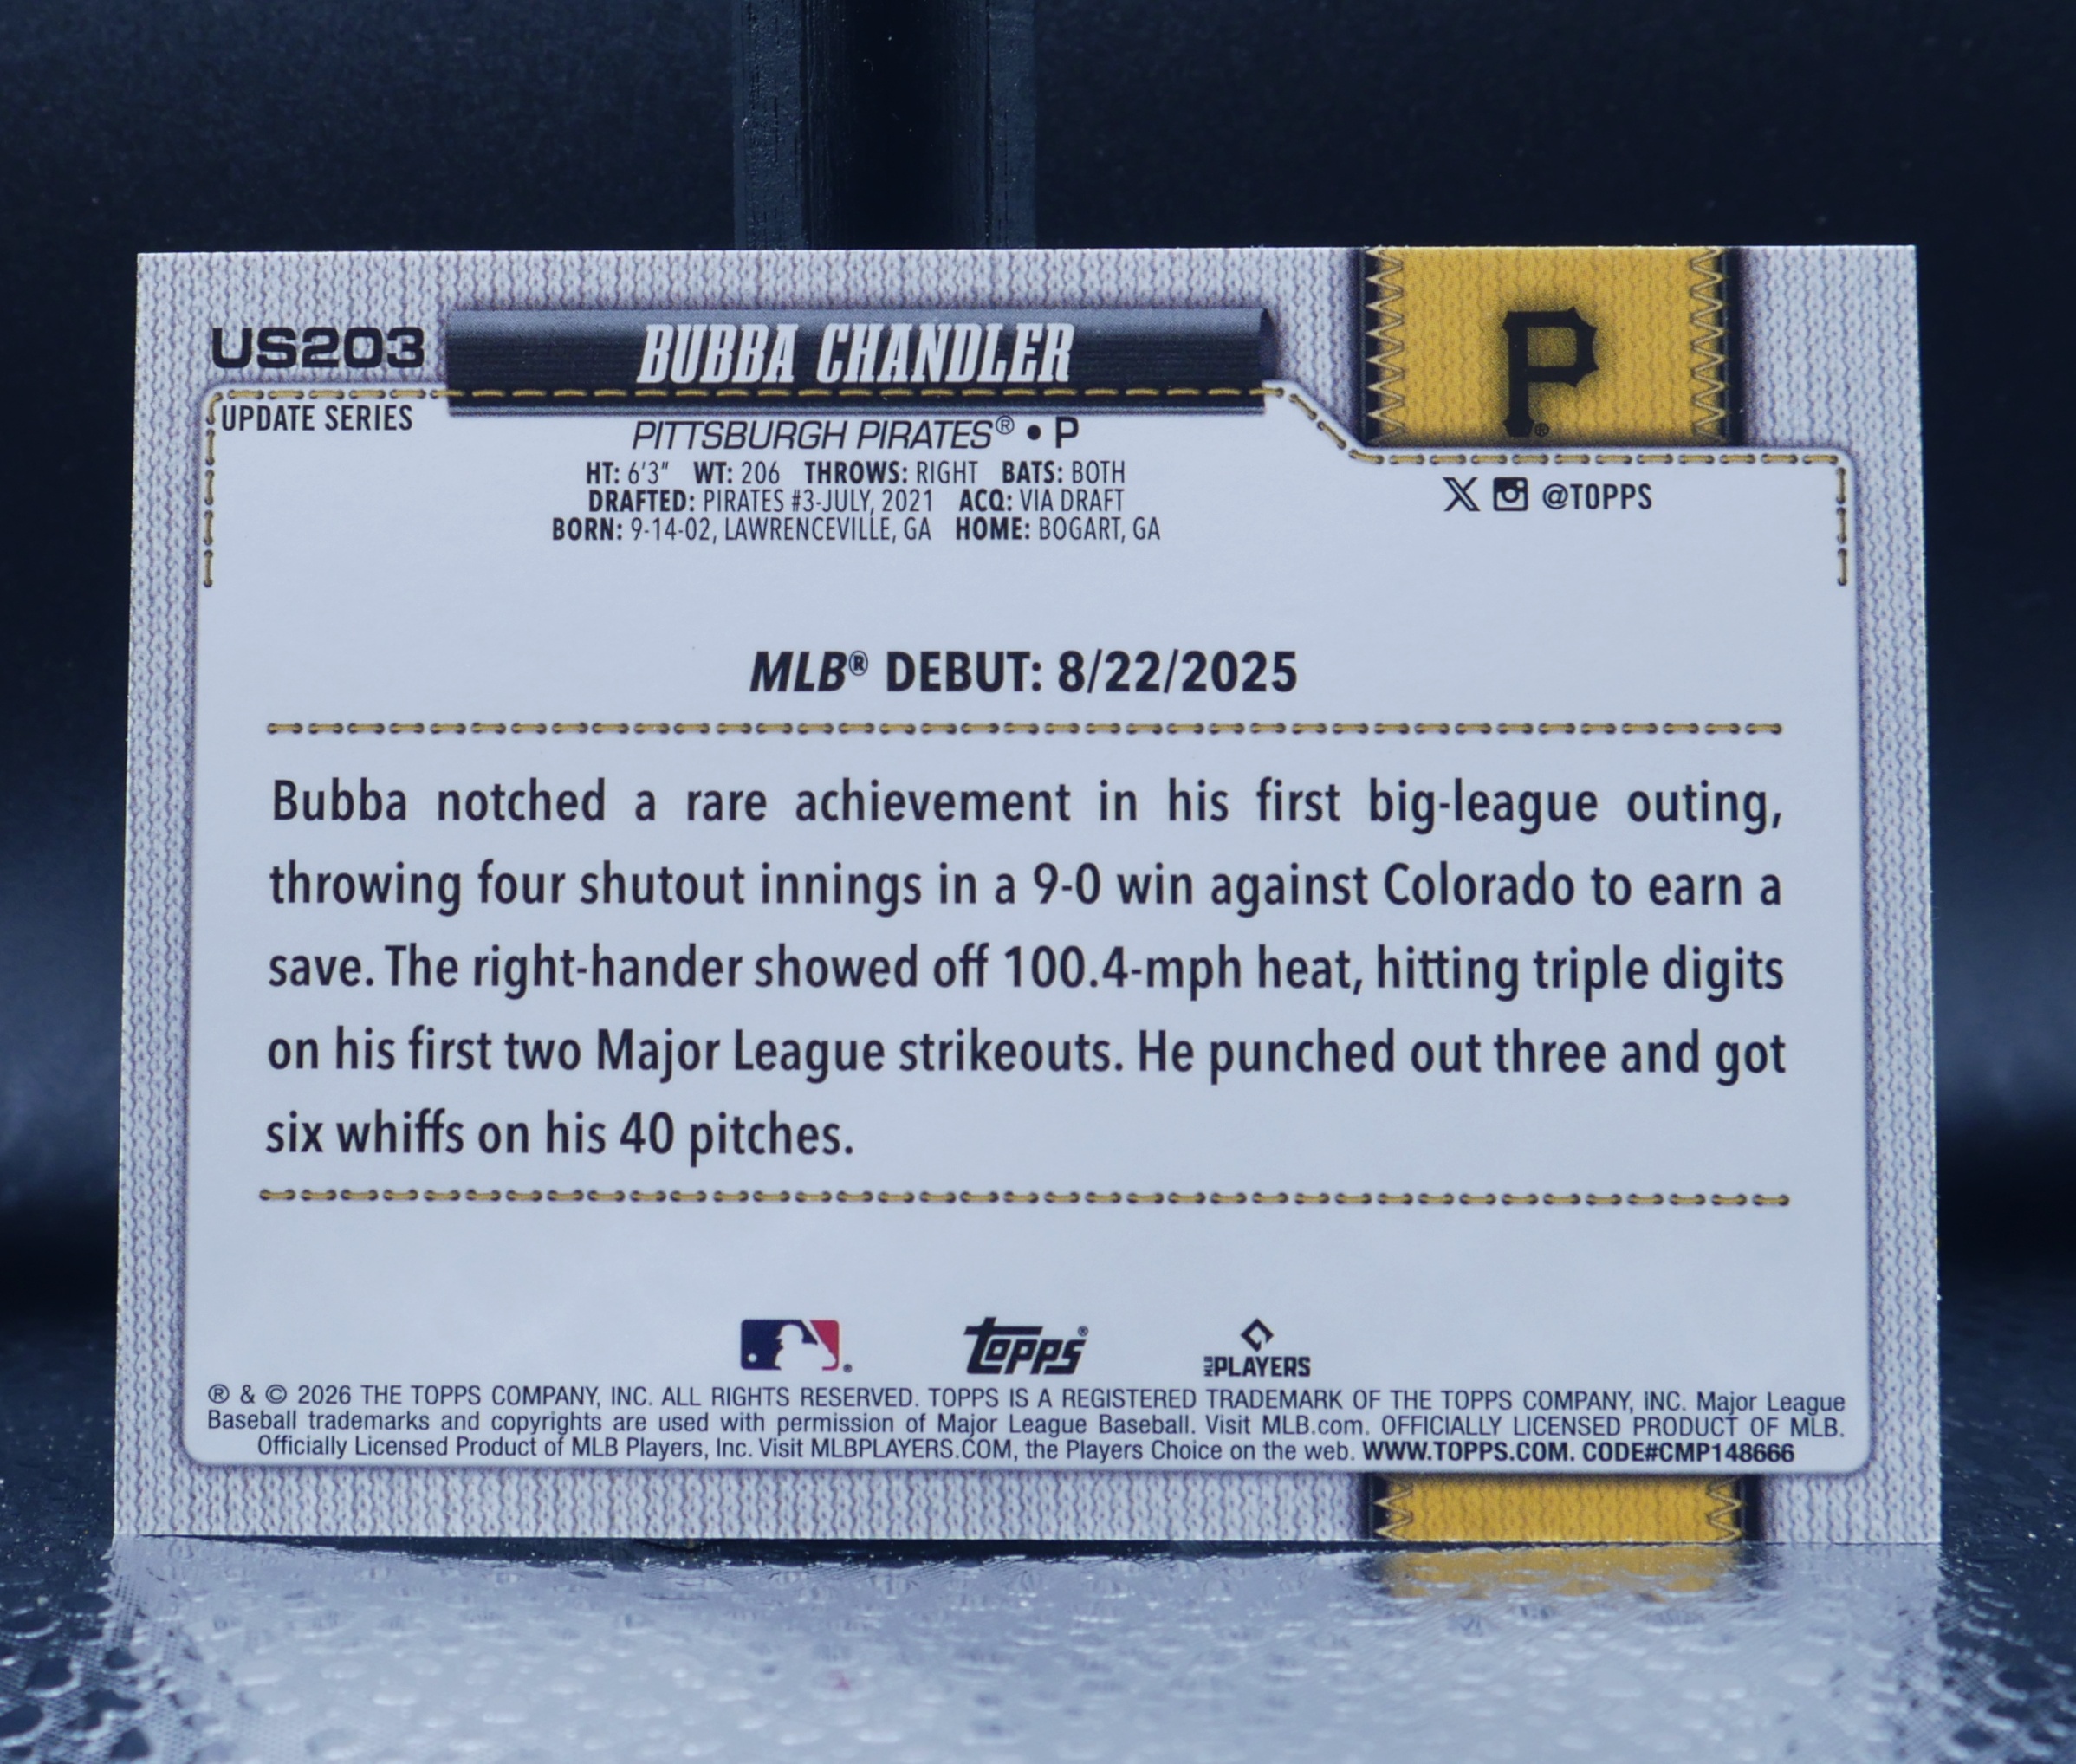 US203
BUBBA CHANDLER
P
UPDATE SERIES
PITTSBURGH PIRATES® • P
HT: 6'3" WT: 206 THROWS: RIGHT BATS: BOTH
DRAFTED: PIRATES #3-JULY, 2021 ACQ: VIA DRAFT
BORN: 9-14-02, LAWRENCEVILLE, GA HOME: BOGART, GA
X @TOPPS
MLB® DEBUT: 8/22/2025
Bubba notched a rare achievement in his first big-league outing,
throwing four shutout innings in a 9-0 win against Colorado to earn a
save. The right-hander showed off 100.4-mph heat, hitting triple digits
on his first two Major League strikeouts. He punched out three and got
six whiffs on his 40 pitches.
topps®
MLB PLAYERS
® & © 2026 THE TOPPS COMPANY, INC. ALL RIGHTS RESERVED. TOPPS IS A REGISTERED TRADEMARK OF THE TOPPS COMPANY, INC. Major League
Baseball trademarks and copyrights are used with permission of Major League Baseball. Visit MLB.com. OFFICIALLY LICENSED PRODUCT OF MLB.
Officially Licensed Product of MLB Players, Inc. Visit MLBPLAYERS.COM, the Players Choice on the web. WWW.TOPPS.COM. CODE#CMP148666